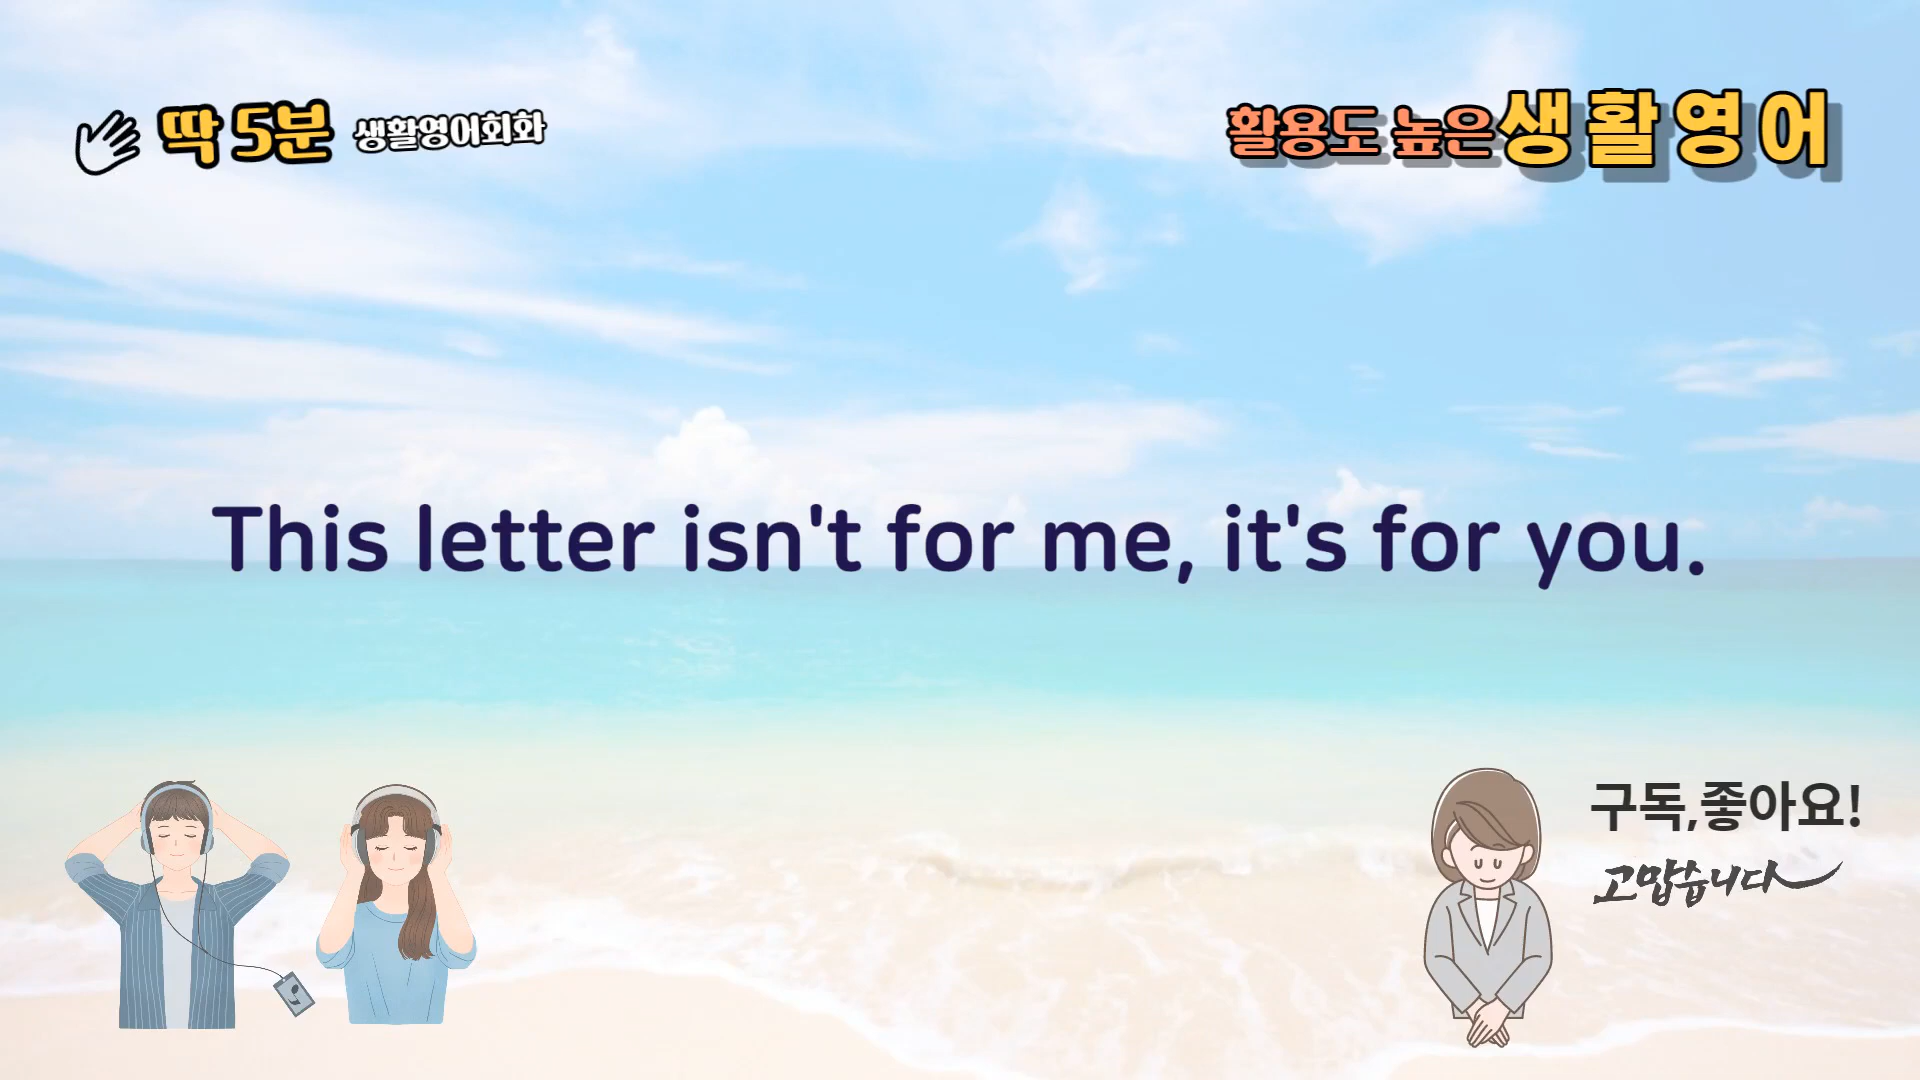 딱 5분 생활영어회화
활용도 높은 생활영어
This letter isn't for me, it's for you.
구독,좋아요!
고맙습니다